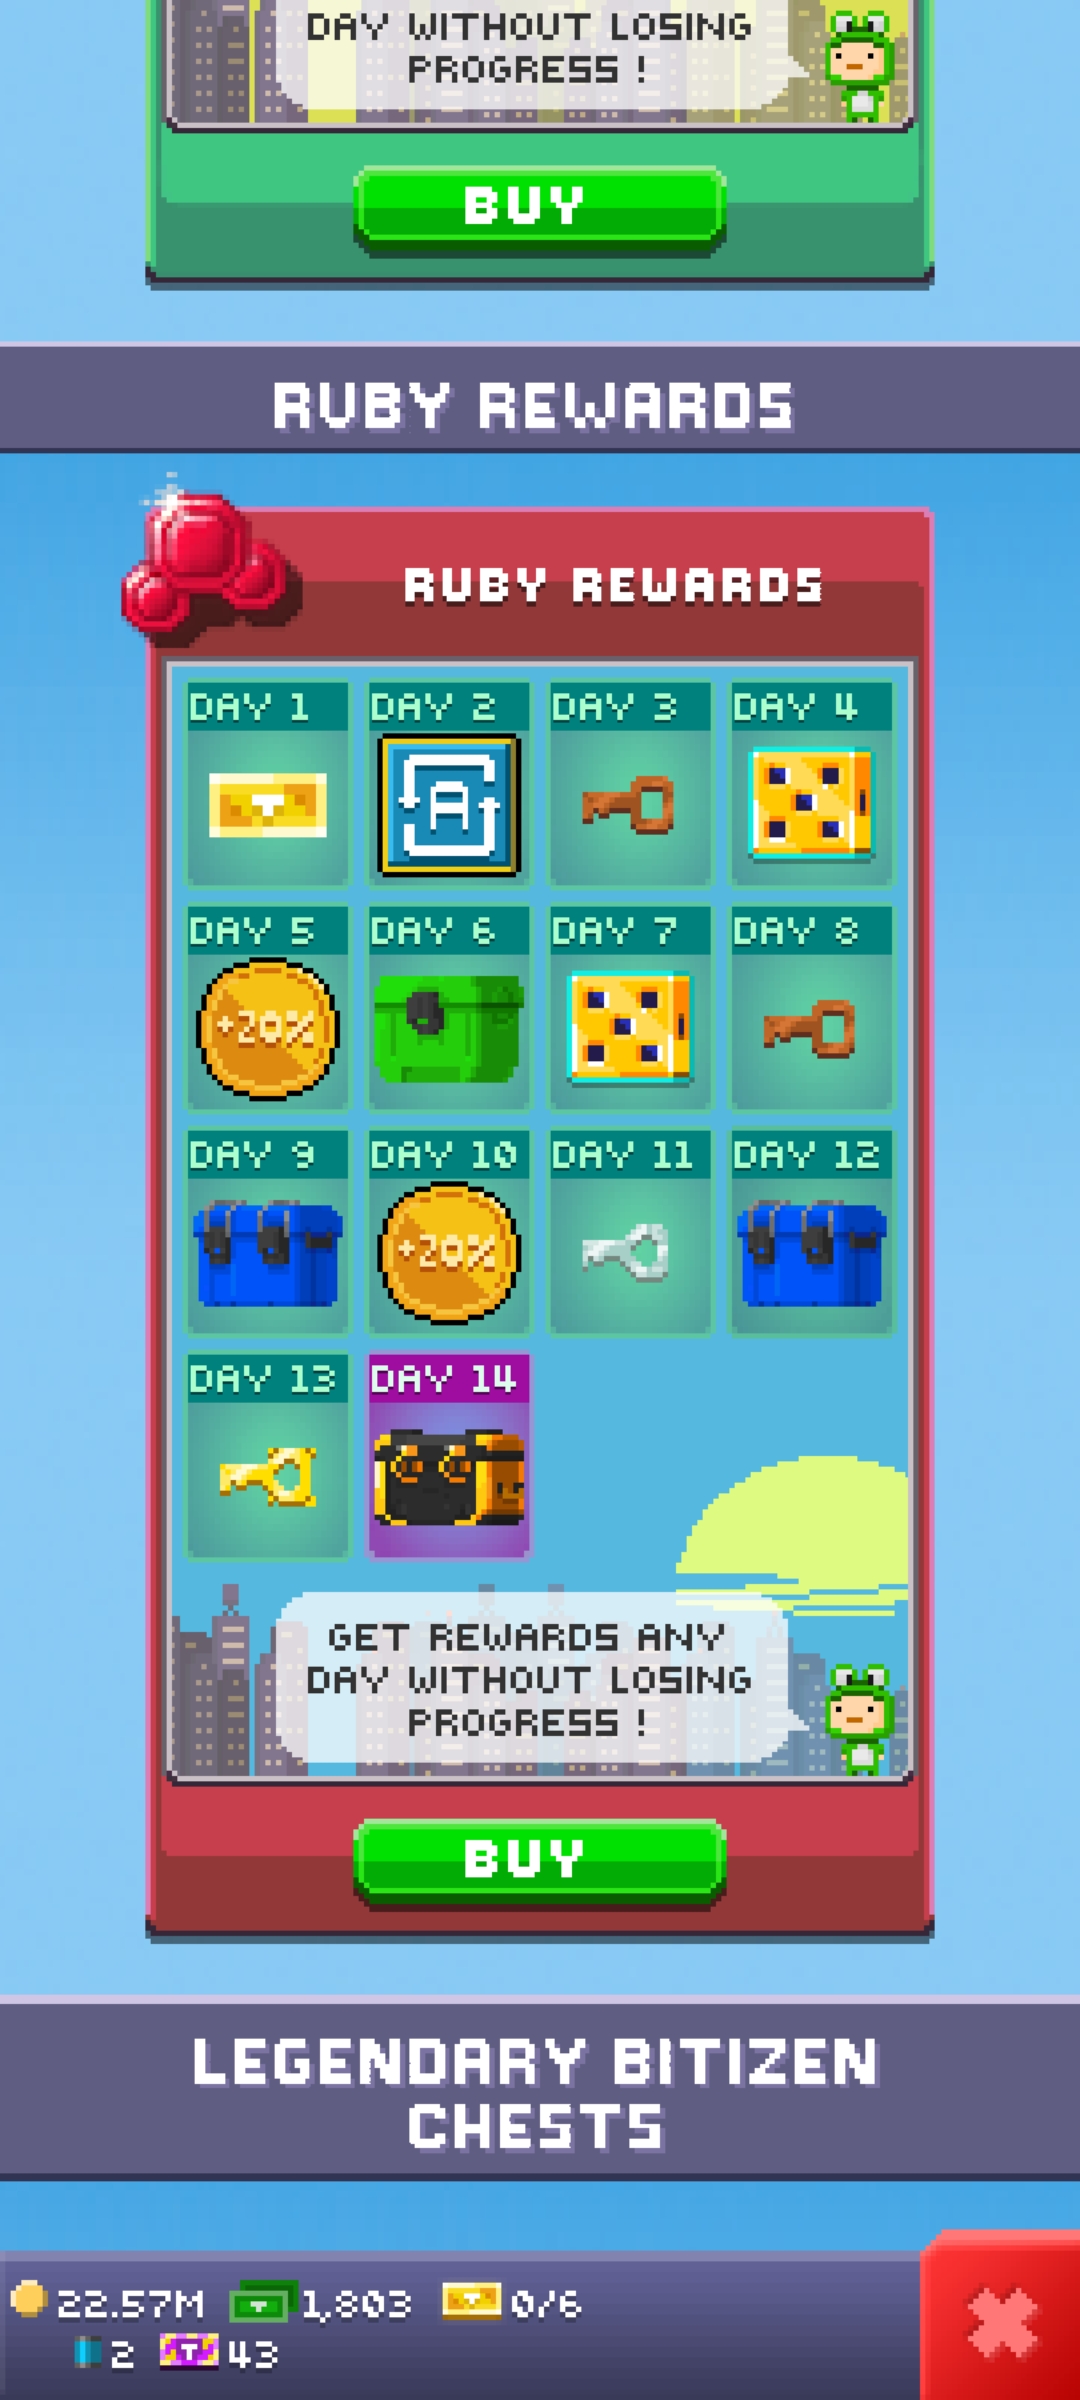 DAY WITHOUT LOSING
PROGRESS !
BUY
RUBY REWARDS
RUBY REWARDS
DAY 1
DAY 2
DAY 3
DAY 4
A
DAY 5
DAY 6
DAY 7
DAY 8
+20%
DAY 9
DAY 10
DAY 11
DAY 12
+20%
DAY 13
DAY 14
GET REWARDS ANY
DAY WITHOUT LOSING
PROGRESS !
BUY
LEGENDARY BITIZEN
CHESTS
22.57M 1,803 0/6
2 T 43